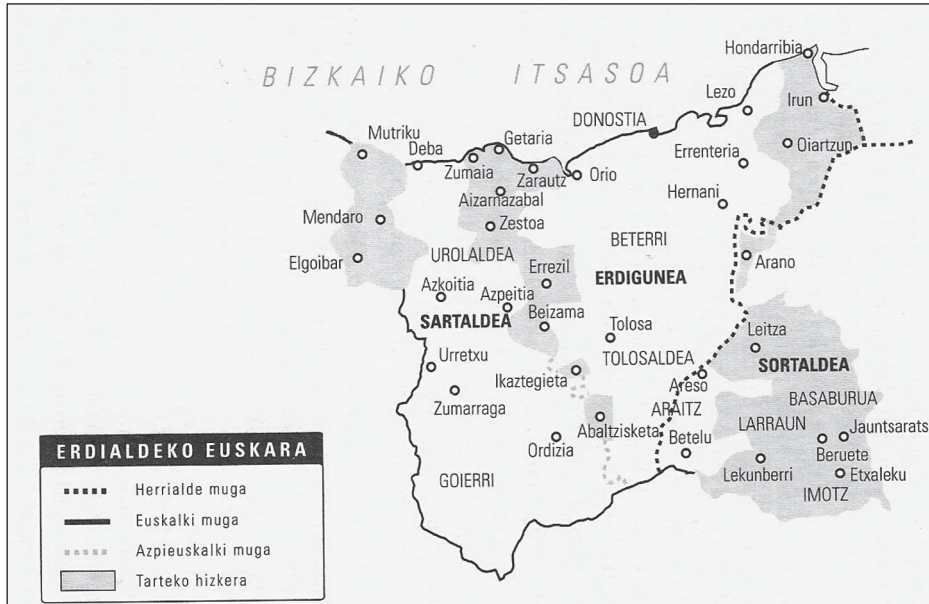 Hondarribia
BIZKAIKO ITSASOA
Lezo
Irun
DONOSTIA
Mutriku
Getaria
Deba
Oiartzun
Errenteria
Zumaia
Zarautz
Orio
Aizarnazabal
Hernani
Mendaro
Zestoa
BETERRI
UROLALDEA
Elgoibar
Arano
Errezil
ERDIGUNEA
Azkoitia
Azpeitia
SARTALDEA
Beizama
Tolosa
Leitza
Urretxu
TOLOSALDEA
SORTALDEA
Ikaztegieta
Areso
Zumarraga
BASABURUA
ARAITZ
Abaltzisketa
LARRAUN
Jauntsarats
Ordizia
Betelu
Beruete
Lekunberri
Etxaleku
GOIERRI
IMOTZ
ERDIALDEKO EUSKARA
Herrialde muga
Euskalki muga
Azpieuskalki muga
Tarteko hizkera